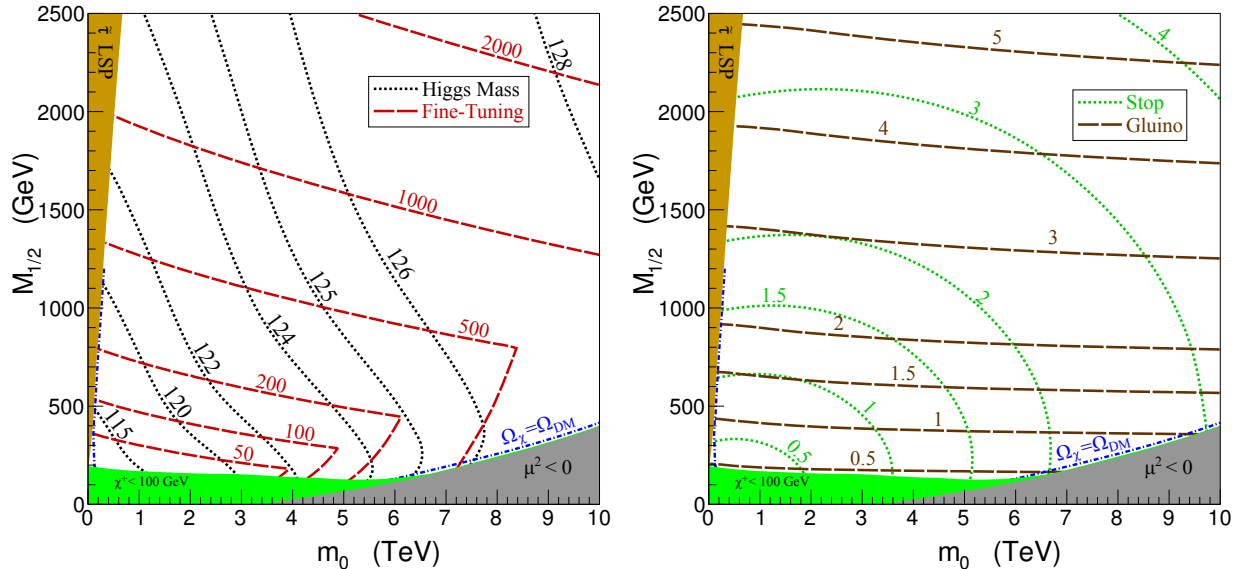 2500
2000
1500
1000
500
0
M1/2 (GeV)
0 1 2 3 4 5 6 7 8 9 10
m0 (TeV)
τ̃ LSP
Higgs Mass
Fine-Tuning
2000
1000
500
200
100
50
115
120
122
124
125
126
128
Ωχ=ΩDM
μ²< 0
χ+< 100 GeV
2500
2000
1500
1000
500
0
M1/2 (GeV)
0 1 2 3 4 5 6 7 8 9 10
m0 (TeV)
τ̃ LSP
Stop
Gluino
5
4
3
2
1.5
1
0.5
4
3
2
1.5
1
0.5
Ωχ=ΩDM
μ²< 0
χ+< 100 GeV